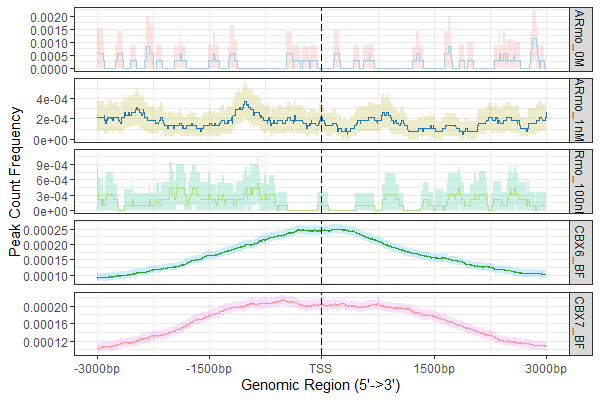 0.0020
0.0015
0.0010
0.0005
0.0000
ARmo_0M
4e-04
2e-04
0e+00
ARmo_1nM
9e-04
6e-04
3e-04
0e+00
Rmo_100nM
0.00025
0.00020
0.00015
0.00010
CBX6_BF
0.00020
0.00016
0.00012
CBX7_BF
Peak Count Frequency
-3000bp
-1500bp
TSS
1500bp
3000bp
Genomic Region (5'->3')